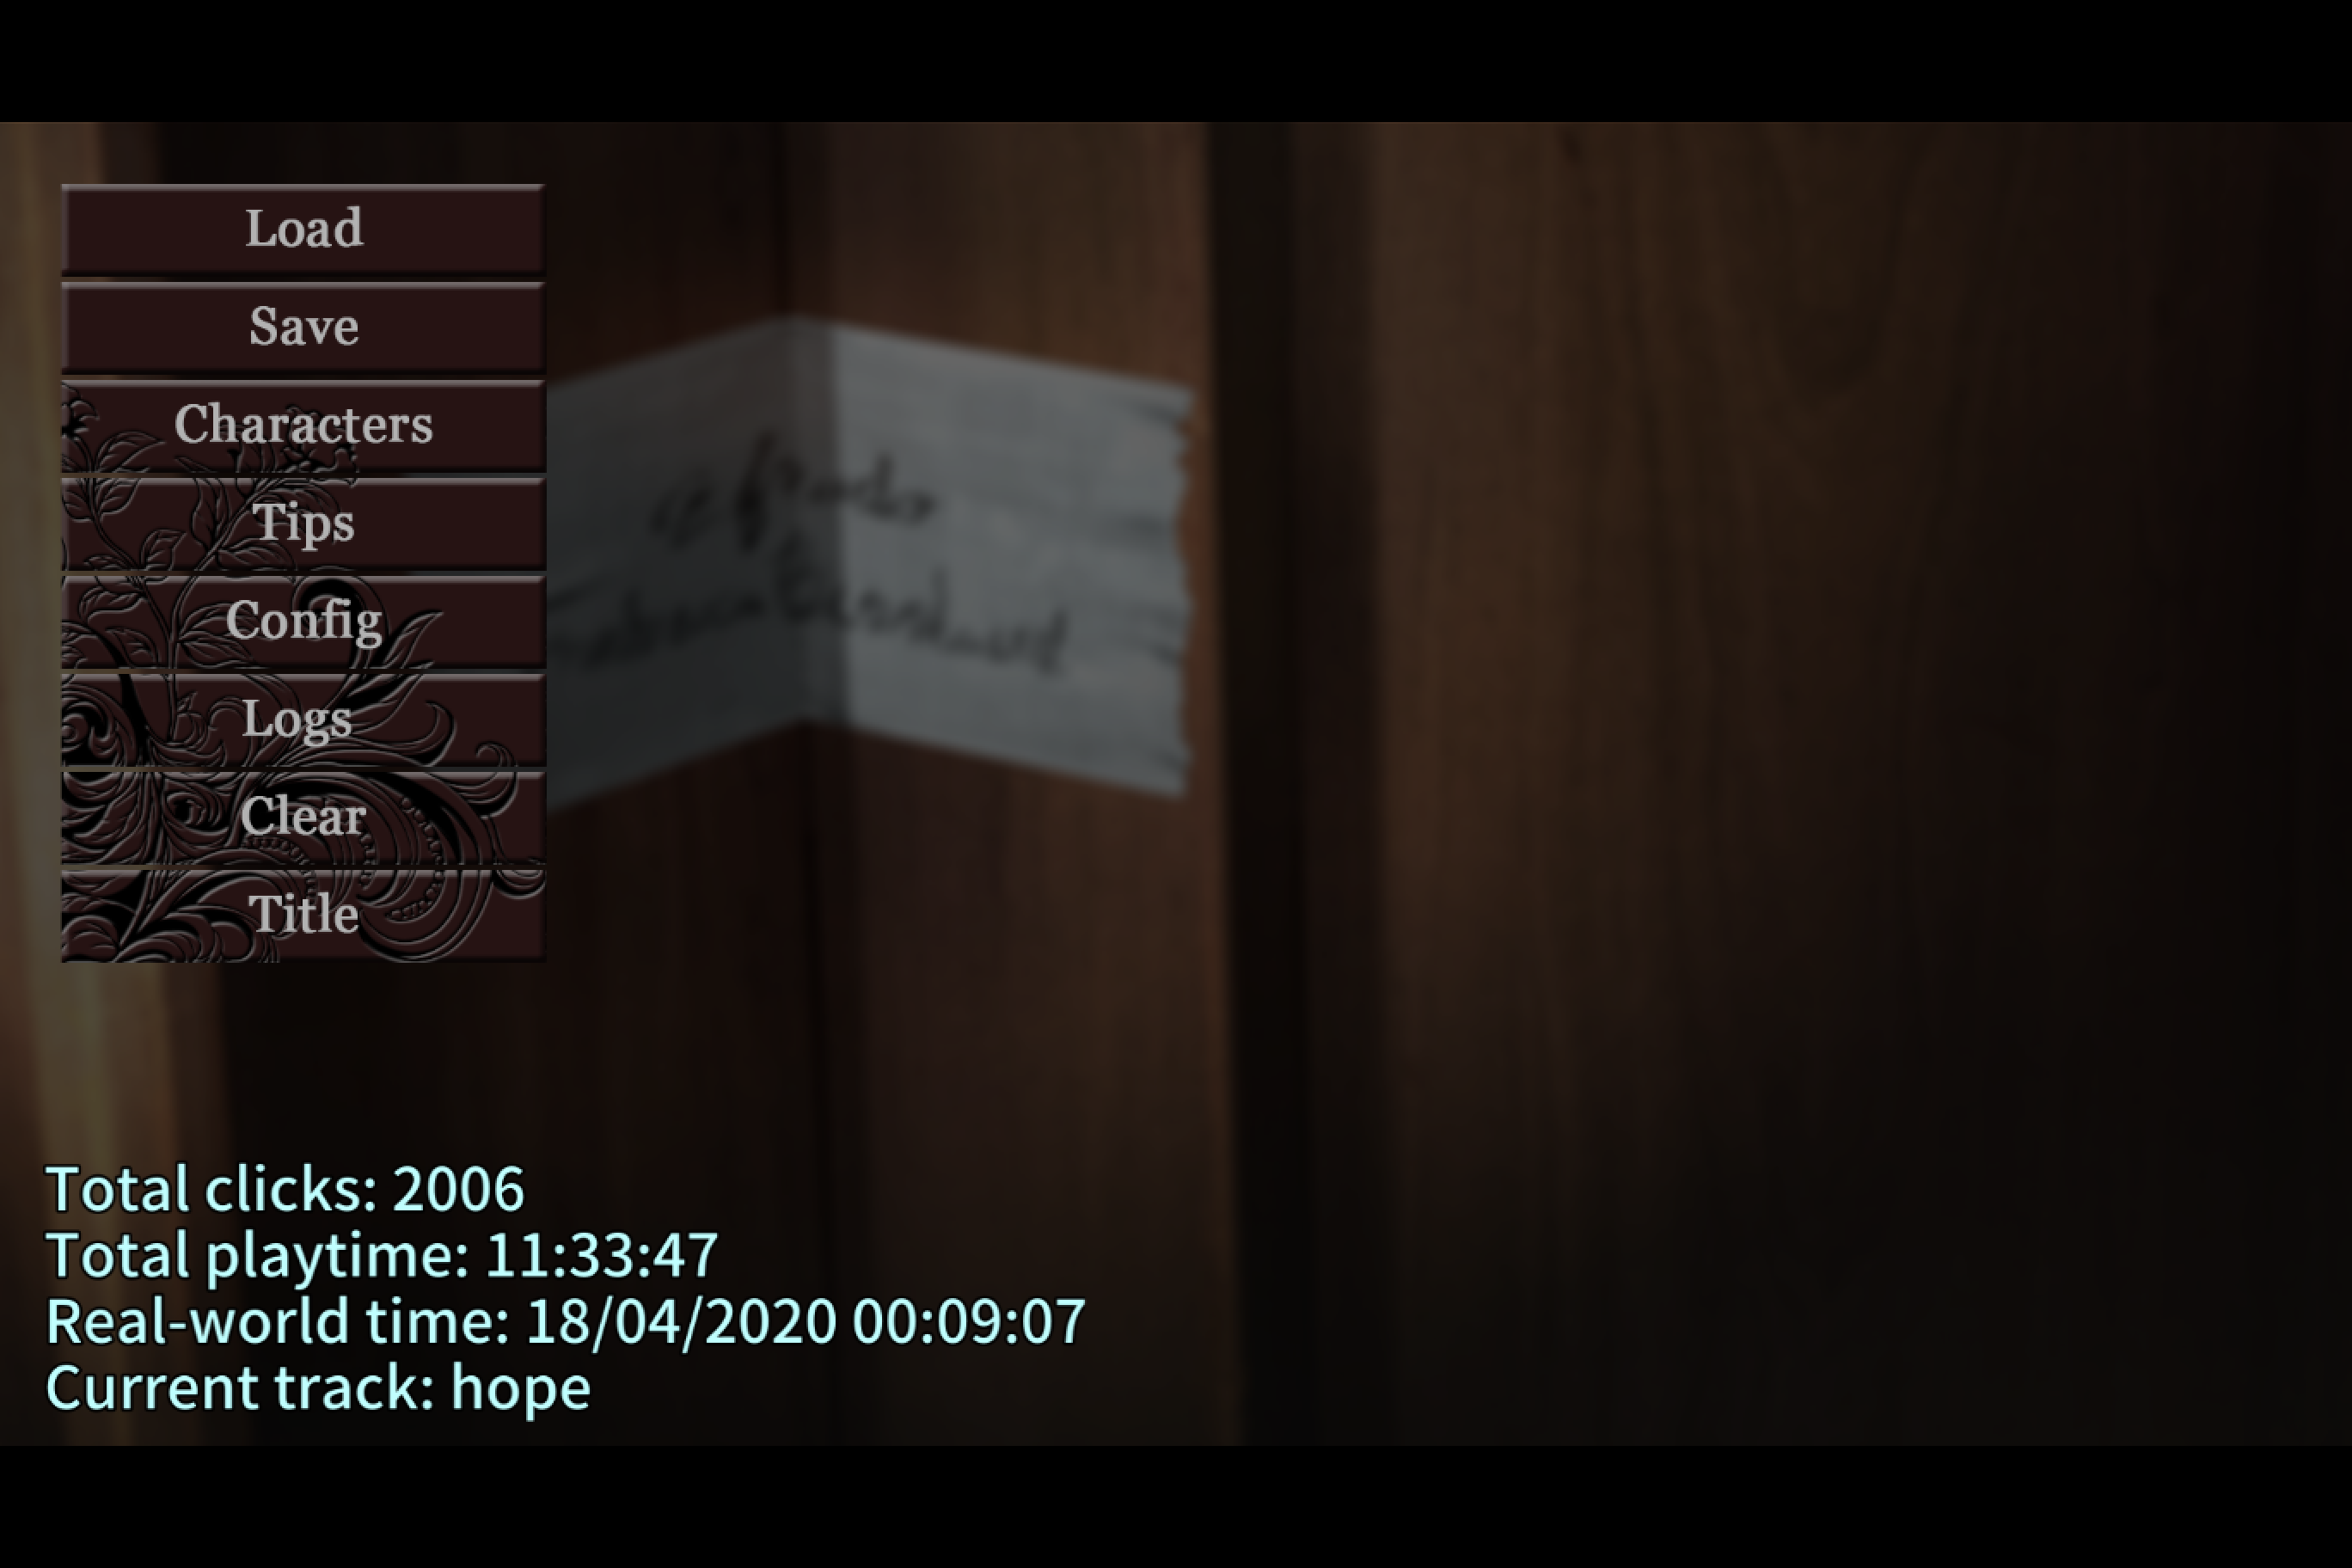 Load
Save
Characters
Tips
Config
Logs
Clear
Title
Total clicks: 2006
Total playtime: 11:33:47
Real-world time: 18/04/2020 00:09:07
Current track: hope